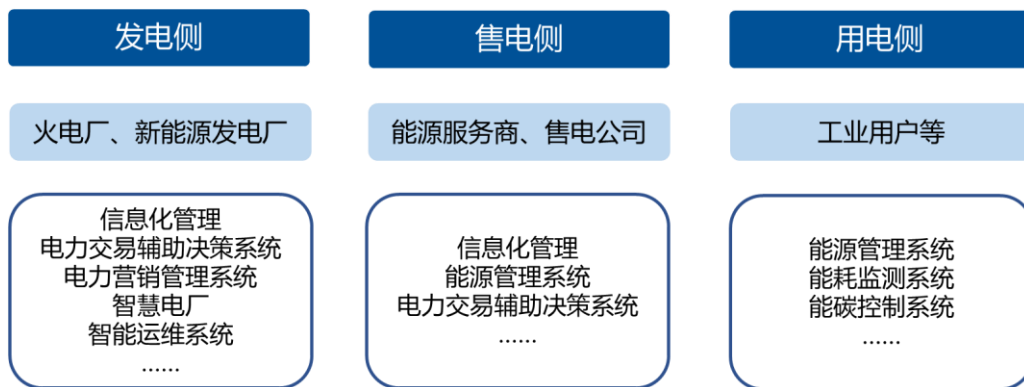 发电侧
售电侧
用电侧
火电厂、新能源发电厂
能源服务商、售电公司
工业用户等
信息化管理
电力交易辅助决策系统
电力营销管理系统
智慧电厂
智能运维系统
......
信息化管理
能源管理系统
电力交易辅助决策系统
......
能源管理系统
能耗监测系统
能碳控制系统
......